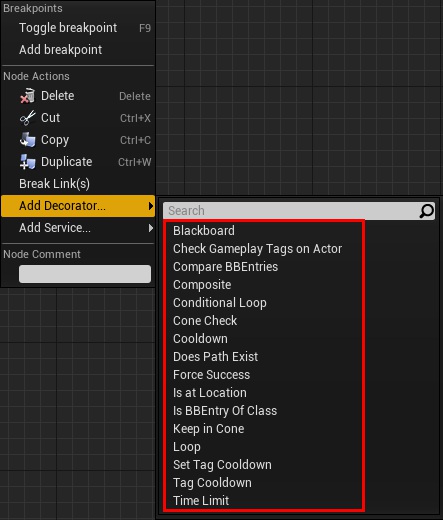 Breakpoints
Toggle breakpoint F9
Add breakpoint
Node Actions
Delete Delete
Cut Ctrl+X
Copy Ctrl+C
Duplicate Ctrl+W
Break Link(s)
Add Decorator...
Add Service...
Node Comment
Search
Blackboard
Check Gameplay Tags on Actor
Compare BBEntries
Composite
Conditional Loop
Cone Check
Cooldown
Does Path Exist
Force Success
Is at Location
Is BBEntry Of Class
Keep in Cone
Loop
Set Tag Cooldown
Tag Cooldown
Time Limit